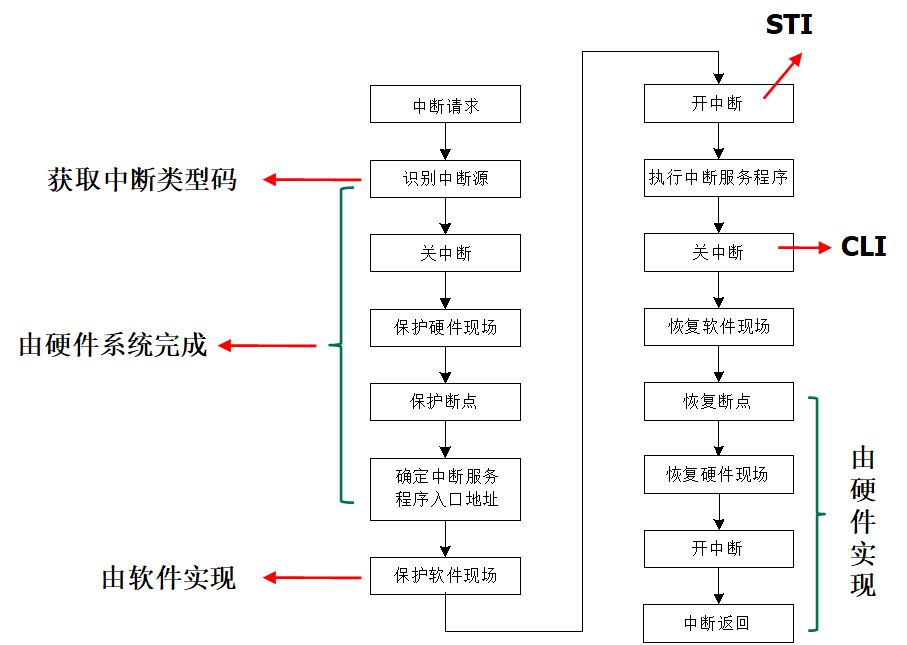 STI
中断请求
开中断
获取中断类型码
识别中断源
执行中断服务程序
关中断
关中断
CLI
由硬件系统完成
保护硬件现场
恢复软件现场
保护断点
恢复断点
确定中断服务
程序入口地址
恢复硬件现场
由硬件实现
开中断
由软件实现
保护软件现场
中断返回